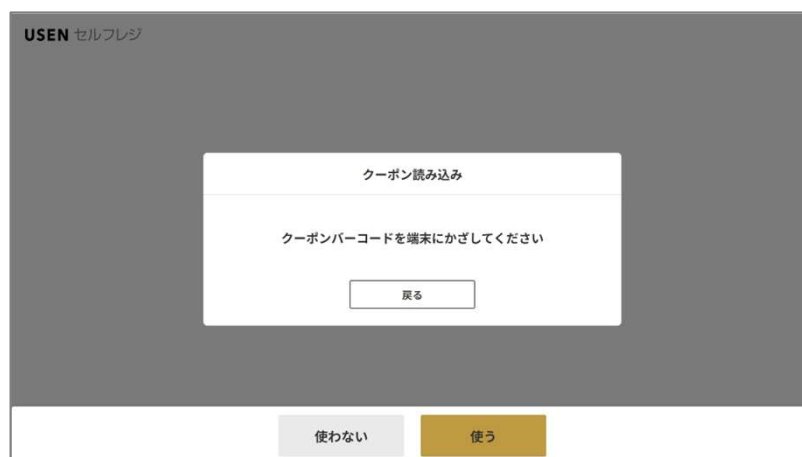 USEN セルフレジ
クーポン読み込み
クーポンバーコードを端末にかざしてください
戻る
使わない
使う